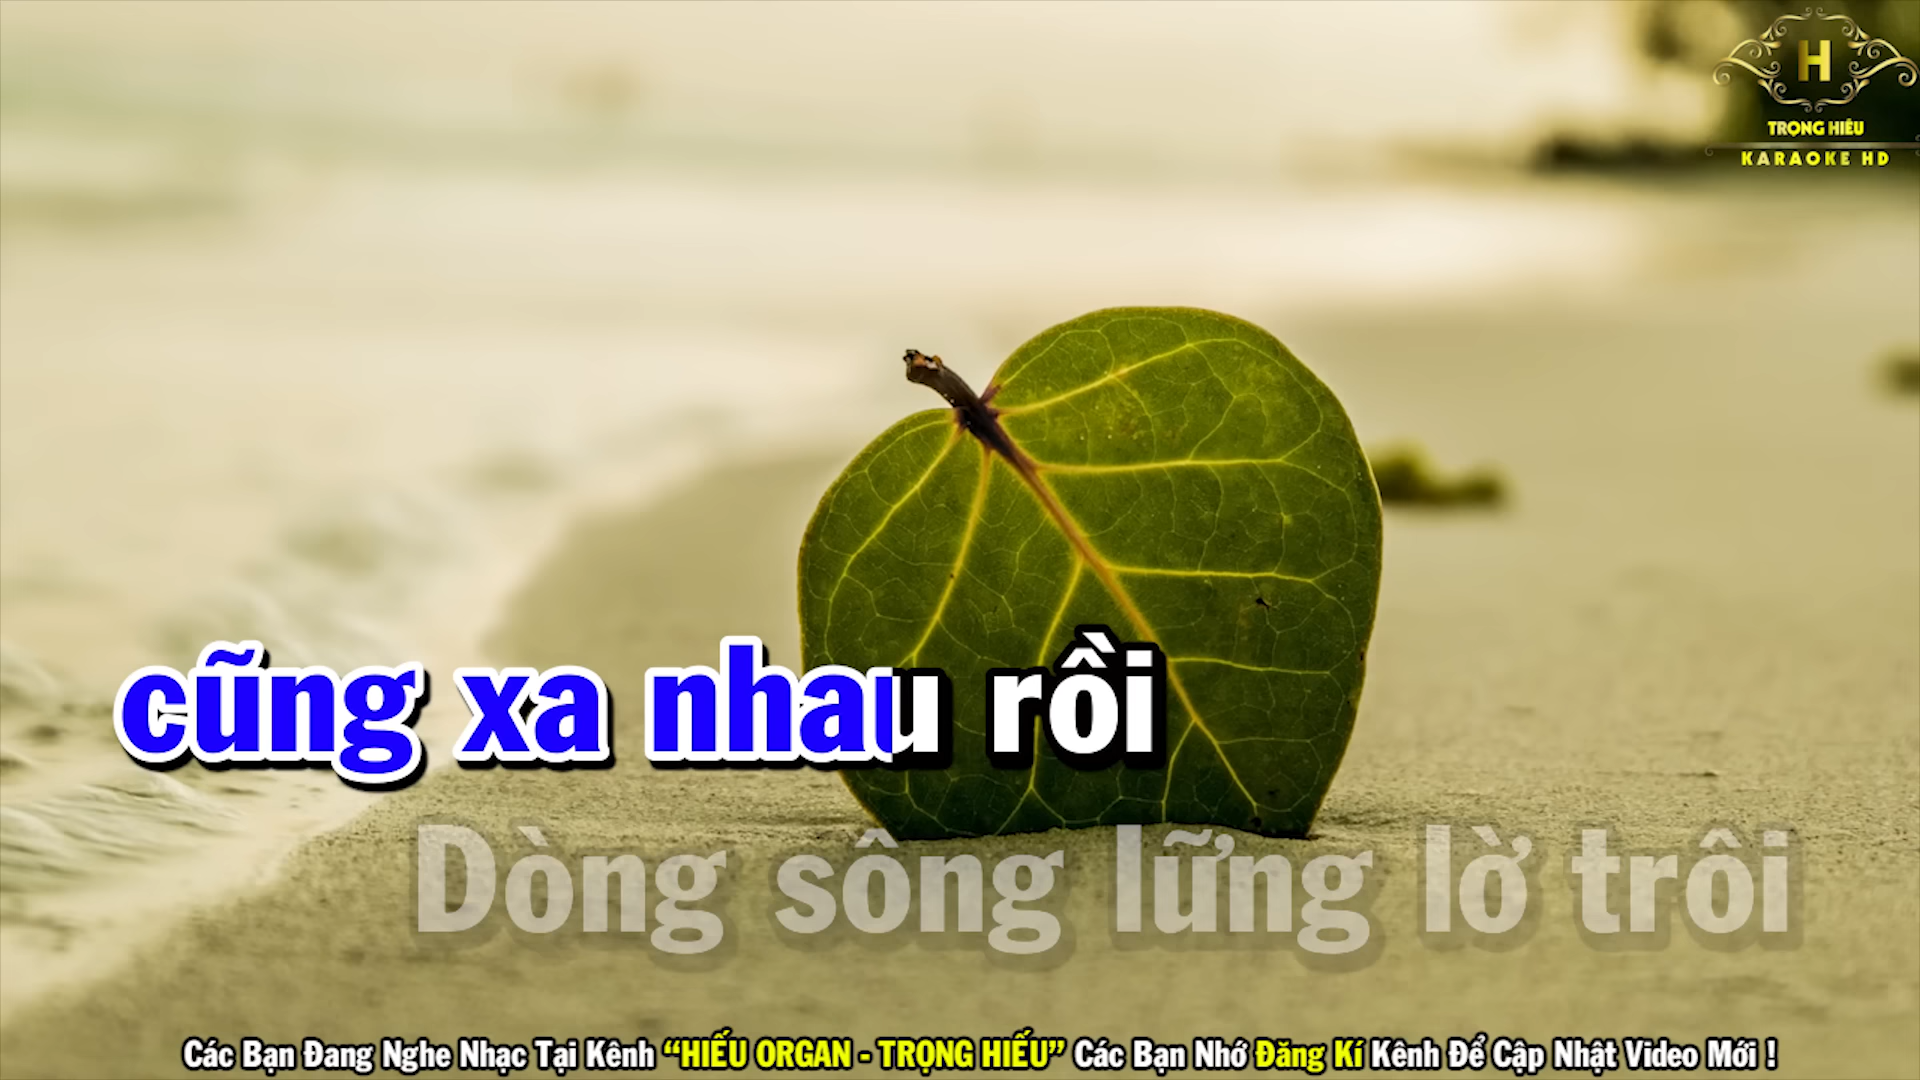 H
TRỌNG HIẾU
KARAOKE HD
cũng xa nhau rồi
Dòng sông lững lờ trôi
Các Bạn Đang Nghe Nhạc Tại Kênh “HIẾU ORGAN - TRỌNG HIẾU” Các Bạn Nhớ Đăng Kí Kênh Để Cập Nhật Video Mới !